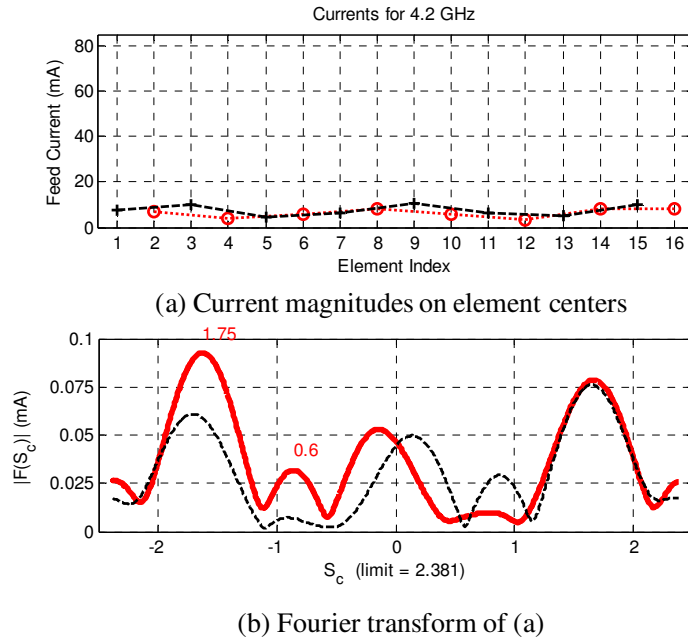 Currents for 4.2 GHz
80
60
40
20
0
Feed Current (mA)
1 2 3 4 5 6 7 8 9 10 11 12 13 14 15 16
Element Index
(a) Current magnitudes on element centers
1.75
0.6
0.1
0.075
0.05
0.025
0
|F(S_c)| (mA)
-2 -1 0 1 2
S_c (limit = 2.381)
(b) Fourier transform of (a)